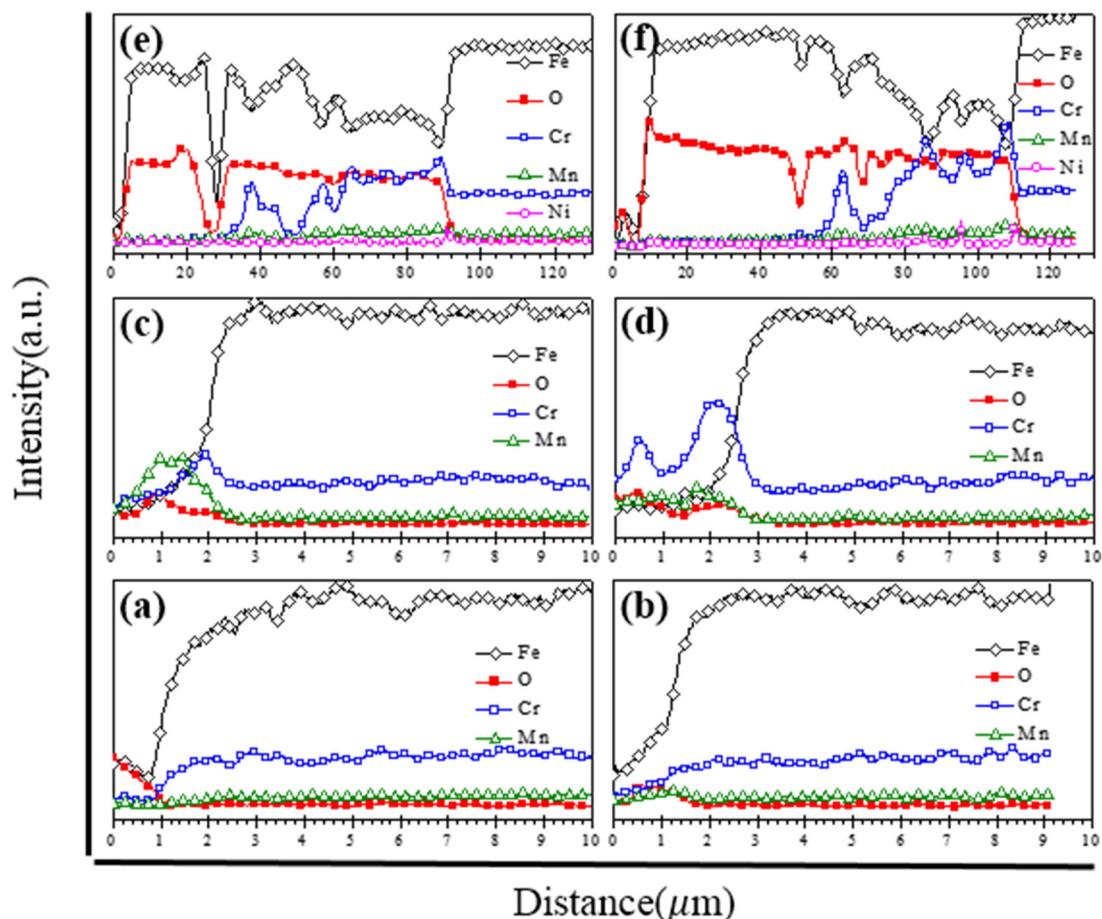 Intensity(a.u.)
(e)
Fe
O
Cr
Mn
Ni
0 20 40 60 80 100 120
(f)
Fe
O
Cr
Mn
Ni
0 20 40 60 80 100 120
(c)
Fe
O
Cr
Mn
0 1 2 3 4 5 6 7 8 9 10
(d)
Fe
O
Cr
Mn
0 1 2 3 4 5 6 7 8 9 10
(a)
Fe
O
Cr
Mn
0 1 2 3 4 5 6 7 8 9 10
(b)
Fe
O
Cr
Mn
0 1 2 3 4 5 6 7 8 9 10
Distance(μm)